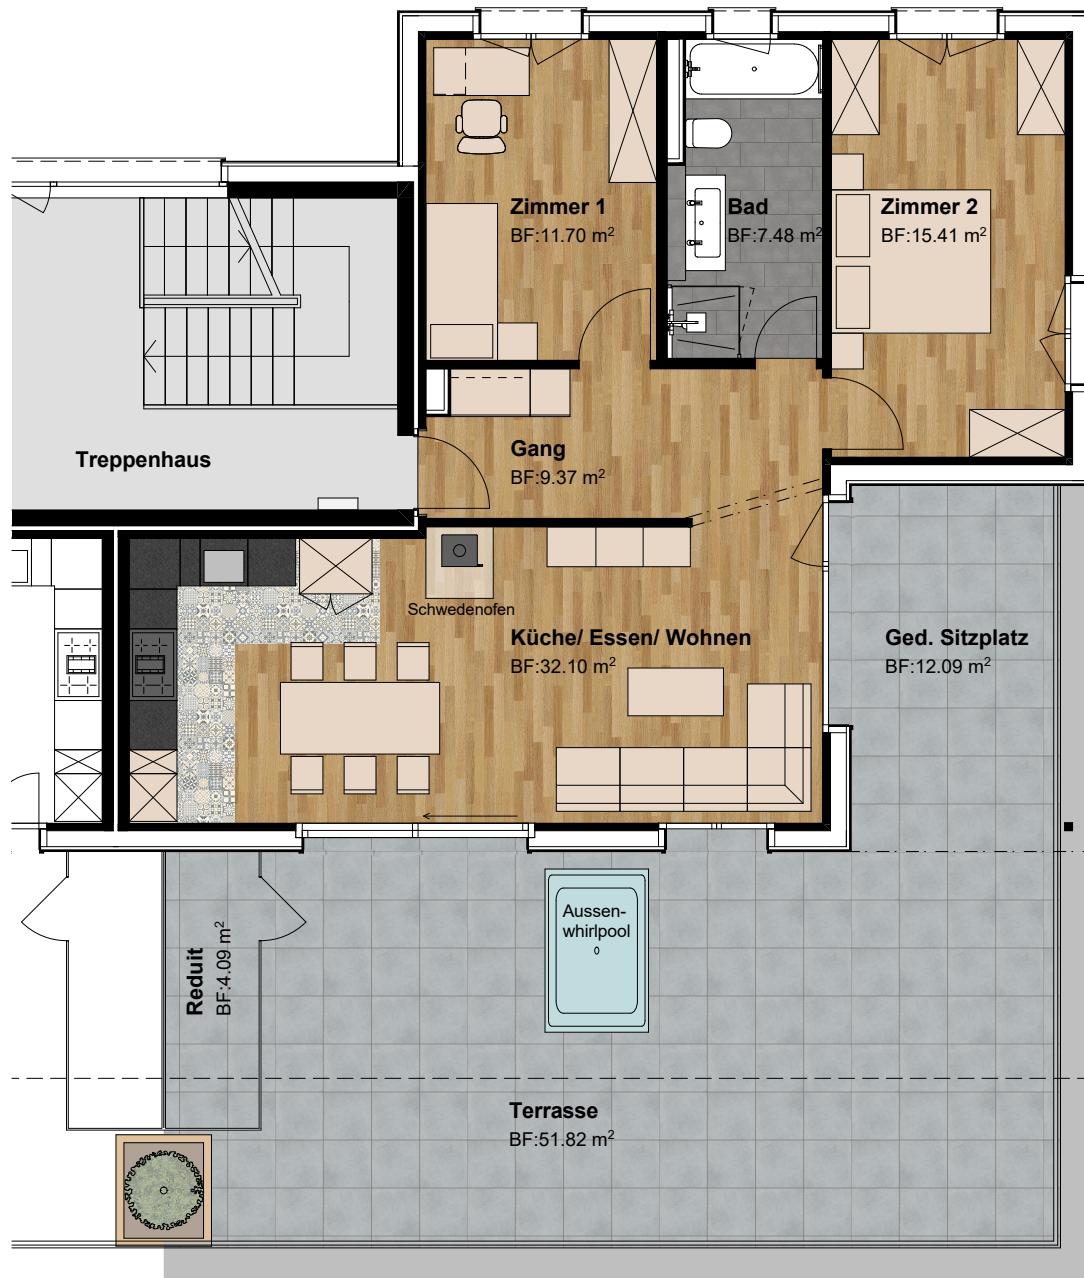 Zimmer 1
BF:11.70 m²
Bad
BF:7.48 m²
Zimmer 2
BF:15.41 m²
Treppenhaus
Gang
BF:9.37 m²
Schwedenofen
Küche/ Essen/ Wohnen
BF:32.10 m²
Ged. Sitzplatz
BF:12.09 m²
Aussen-
whirlpool
Reduit
BF:4.09 m²
Terrasse
BF:51.82 m²